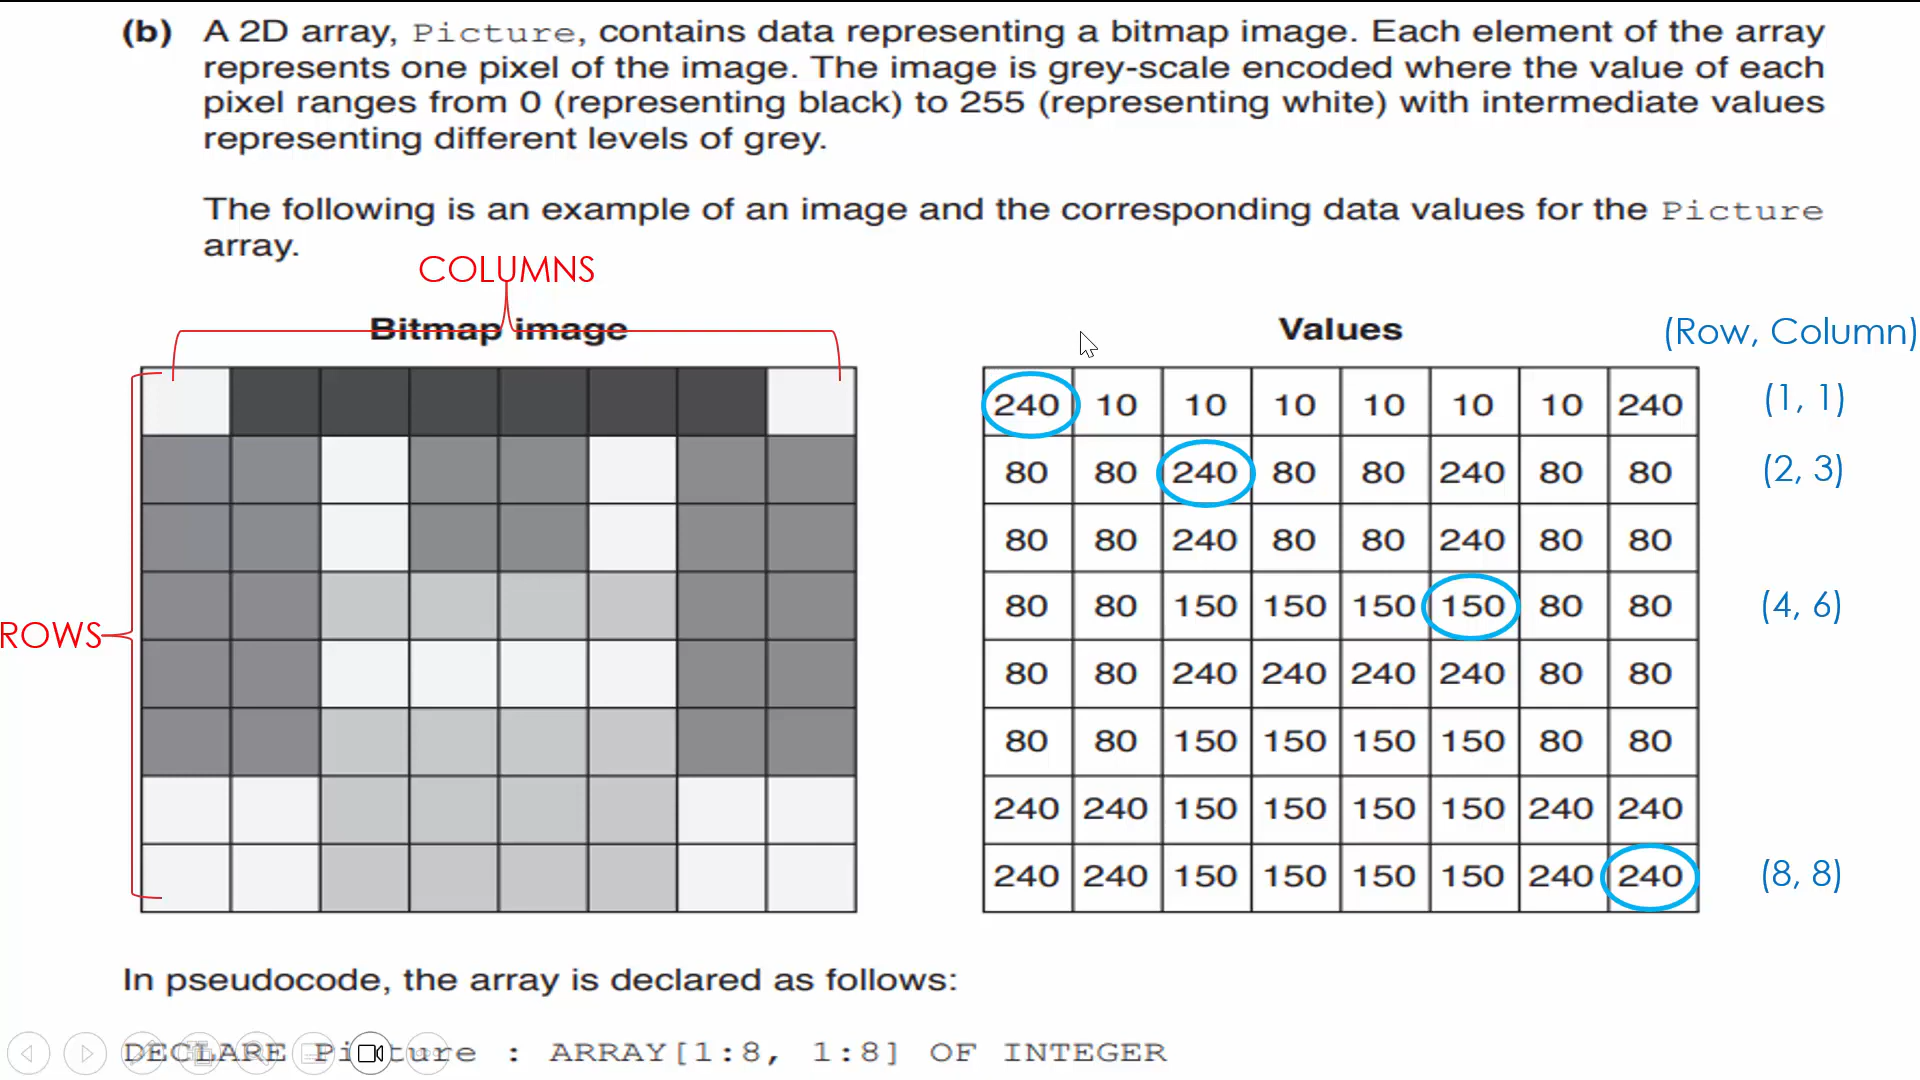 (b) A 2D array, Picture, contains data representing a bitmap image. Each element of the array
represents one pixel of the image. The image is grey-scale encoded where the value of each
pixel ranges from 0 (representing black) to 255 (representing white) with intermediate values
representing different levels of grey.
The following is an example of an image and the corresponding data values for the Picture
array.
COLUMNS
Bitmap image
ROWS
Values
(Row, Column)
240 10 10 10 10 10 10 240 (1, 1)
80 80 240 80 80 240 80 80 (2, 3)
80 80 240 80 80 240 80 80
80 80 150 150 150 150 80 80 (4, 6)
80 80 240 240 240 240 80 80
80 80 150 150 150 150 80 80
240 240 150 150 150 150 240 240
240 240 150 150 150 150 240 240 (8, 8)
In pseudocode, the array is declared as follows:
DECLARE Picture : ARRAY[1:8, 1:8] OF INTEGER